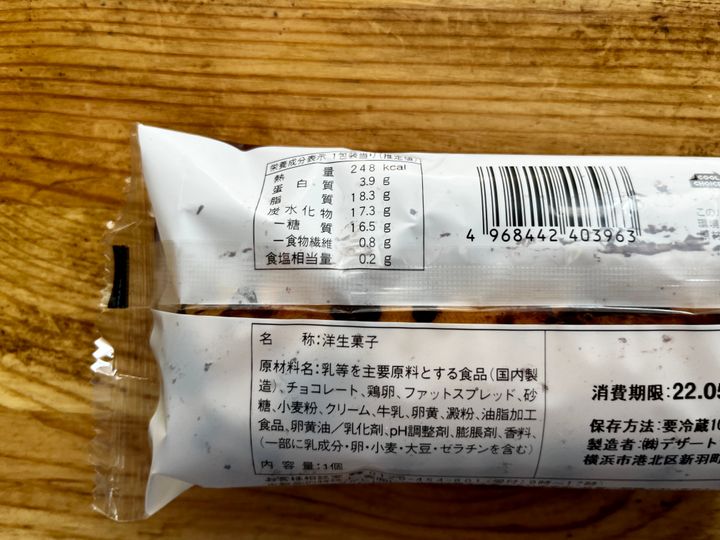 栄養成分表示 1包装当り(推定値)
熱量 248 kcal
蛋白質 3.9 g
脂質 18.3 g
炭水化物 17.3 g
―糖質 16.5 g
―食物繊維 0.8 g
食塩相当量 0.2 g
4 968442 403963
COOL
CHOICE
名 称:洋生菓子
原材料名:乳等を主要原料とする食品(国内製
造)、チョコレート、鶏卵、ファットスプレッド、砂
糖、小麦粉、クリーム、牛乳、卵黄、澱粉、油脂加工
食品、卵黄油/乳化剤、pH調整剤、膨脹剤、香料、
(一部に乳成分・卵・小麦・大豆・ゼラチンを含む)
内 容 量:1個
消費期限:22.05
保存方法:要冷蔵10
製造者:㈱デザート
横浜市港北区新羽町